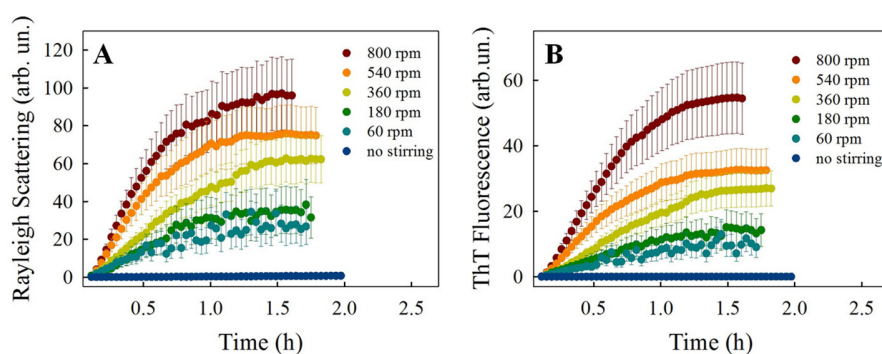 A
Rayleigh Scattering (arb. un.)
120
100
80
60
40
20
0
800 rpm
540 rpm
360 rpm
180 rpm
60 rpm
no stirring
0.5
1.0
1.5
2.0
2.5
Time (h)
B
ThT Fluorescence (arb.un.)
60
40
20
0
800 rpm
540 rpm
360 rpm
180 rpm
60 rpm
no stirring
0.5
1.0
1.5
2.0
2.5
Time (h)